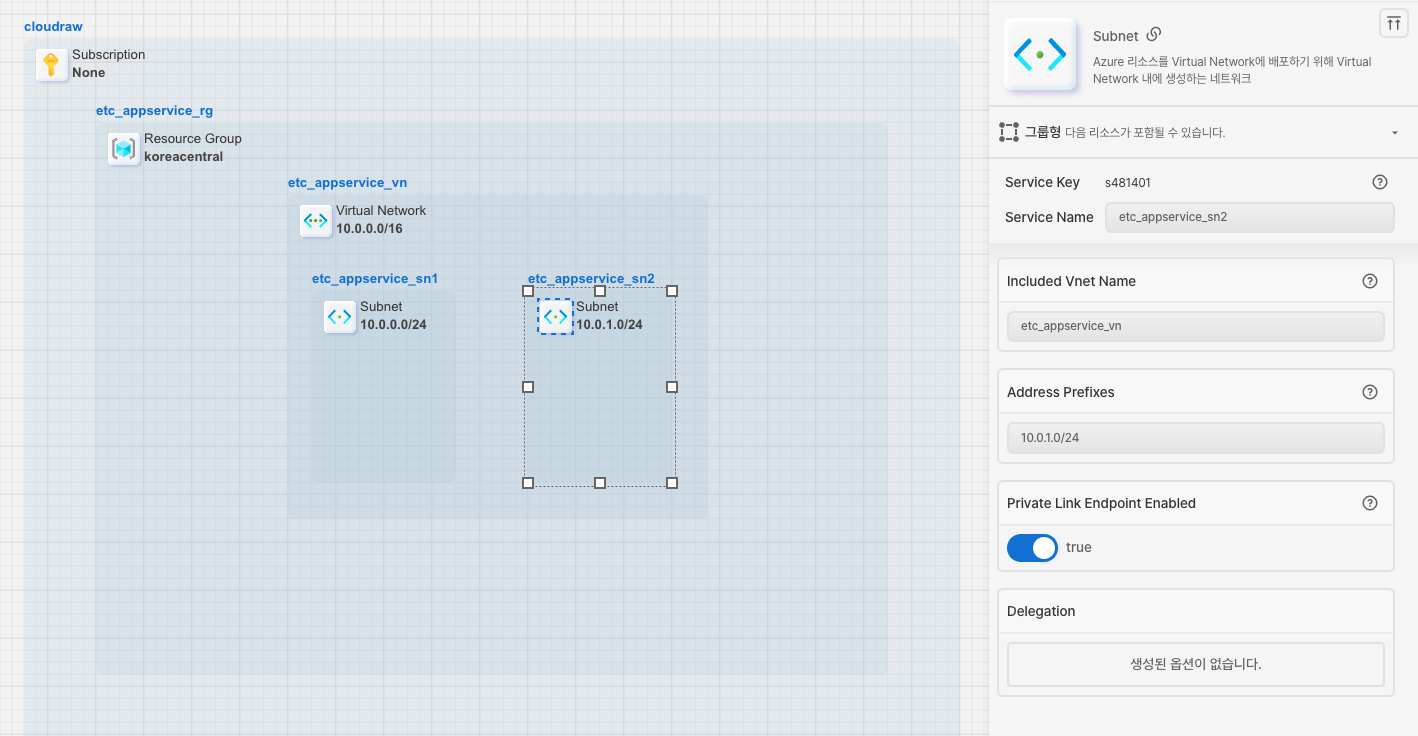 cloudraw
Subscription
None
etc_appservice_rg
Resource Group
koreacentral
etc_appservice_vn
Virtual Network
10.0.0.0/16
etc_appservice_sn1
Subnet
10.0.0.0/24
etc_appservice_sn2
Subnet
10.0.1.0/24
Subnet
Azure 리소스를 Virtual Network에 배포하기 위해 Virtual
Network 내에 생성하는 네트워크
그룹형 다음 리소스가 포함될 수 있습니다.
Service Key s481401
Service Name etc_appservice_sn2
Included Vnet Name
etc_appservice_vn
Address Prefixes
10.0.1.0/24
Private Link Endpoint Enabled
true
Delegation
생성된 옵션이 없습니다.